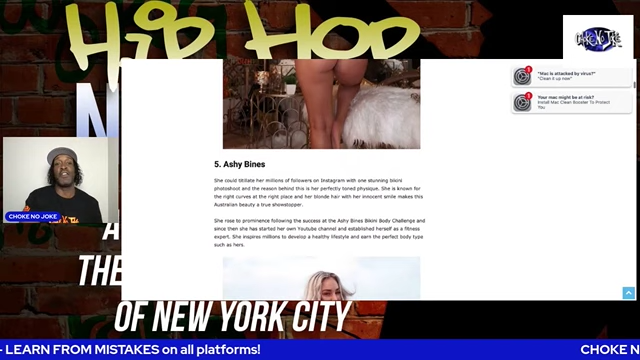 HIP HOP
CHOKE NO JOKE
"Mac is attacked by virus?"
"Clean it up now"
Your mac might be at risk?
Install Mac Clean Booster To Protect
You
5. Ashy Bines
She could titillate her millions of followers on Instagram with one stunning bikini
photoshoot and the reason behind this is her perfectly toned physique. She is known for
the right curves at the right place and her blonde hair with her innocent smile makes this
Australian beauty a true showstopper.
She rose to prominence following the success at the Ashy Bines Bikini Body Challenge and
since then she has started her own Youtube channel and established herself as a fitness
expert. She inspires millions to develop a healthy lifestyle and earn the perfect body type
such as hers.
CHOKE NO JOKE
THE
OF NEW YORK CITY
- LEARN FROM MISTAKES on all platforms!
CHOKE N